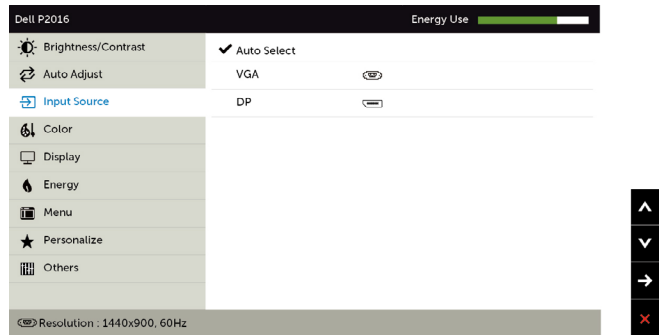 Dell P2016
Energy Use
Brightness/Contrast
Auto Adjust
Input Source
Color
Display
Energy
Menu
Personalize
Others
Auto Select
VGA
DP
Resolution : 1440x900, 60Hz